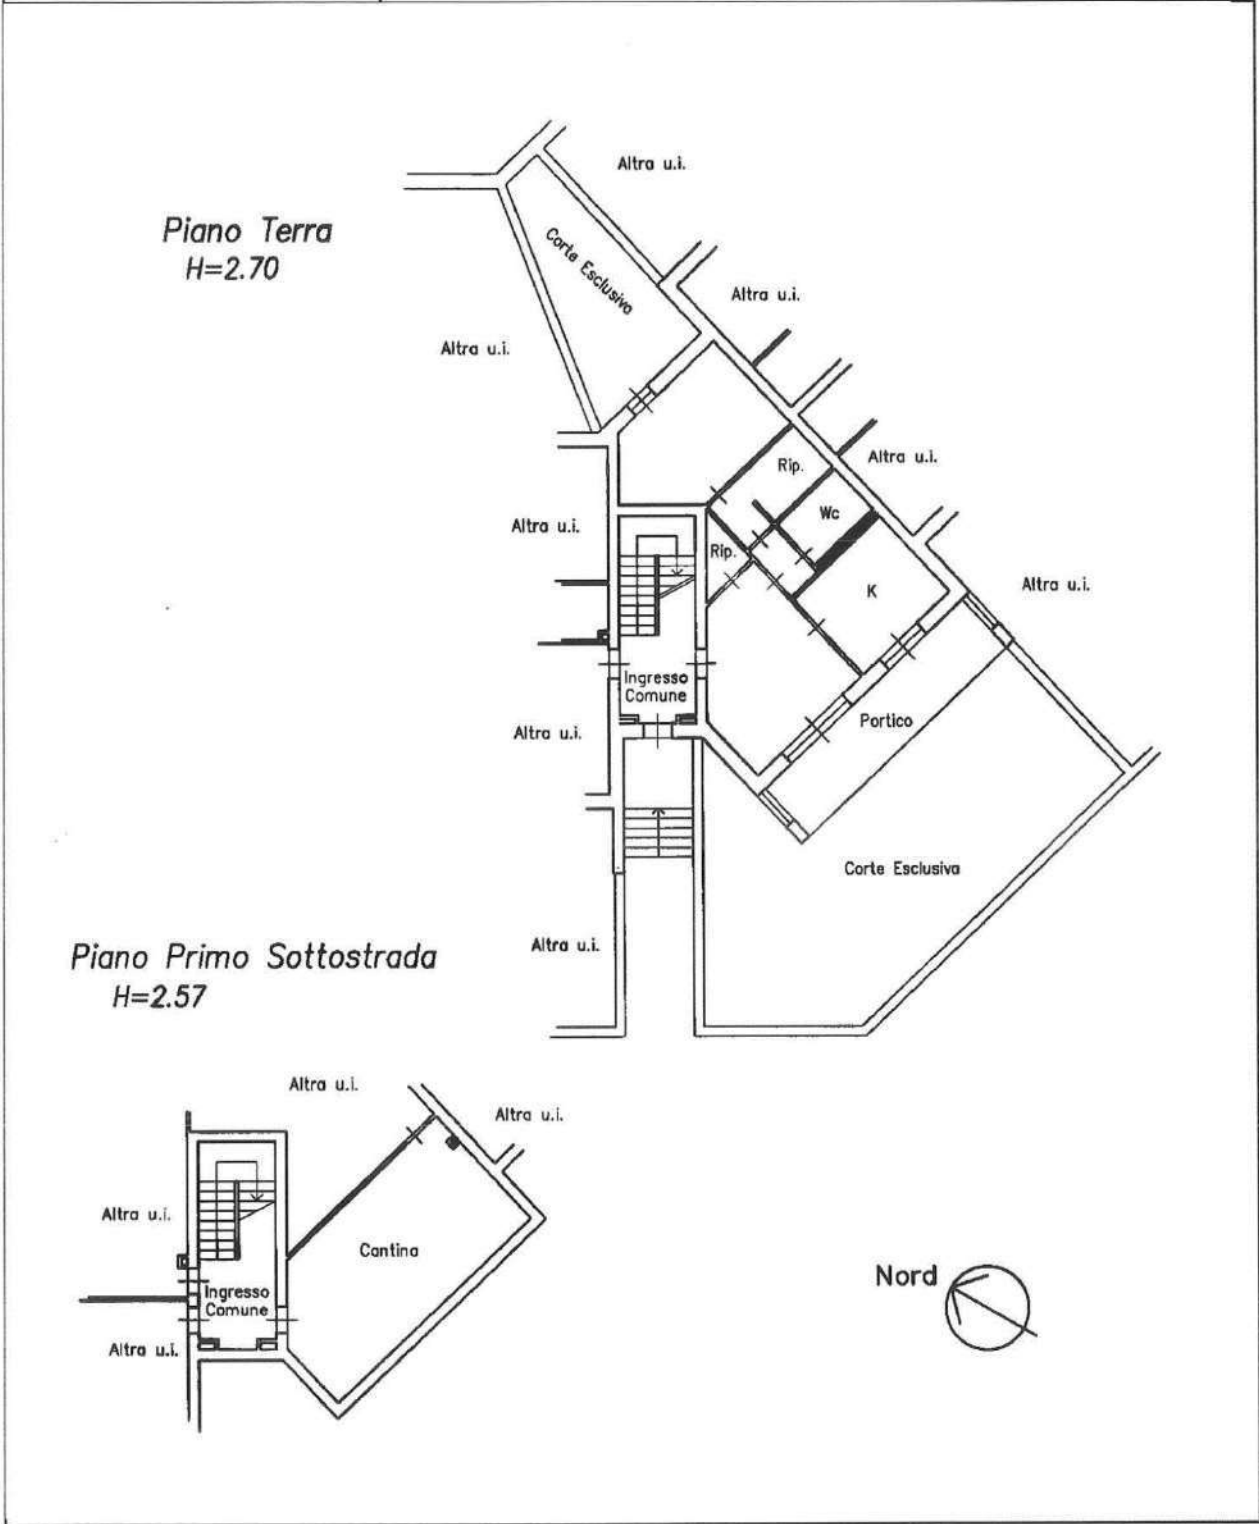 Altra u.i.
Piano Terra
H=2.70
Corte Esclusiva
Altra u.i.
Altra u.i.
Altra u.i.
Rip.
Wc
Altra u.i.
Rip.
Altra u.i.
K
Ingresso
Comune
Portico
Altra u.i.
Corte Esclusiva
Altra u.i.
Piano Primo Sottostrada
H=2.57
Altra u.i.
Altra u.i.
Altra u.i.
Cantina
Ingresso
Comune
Altra u.i.
Nord